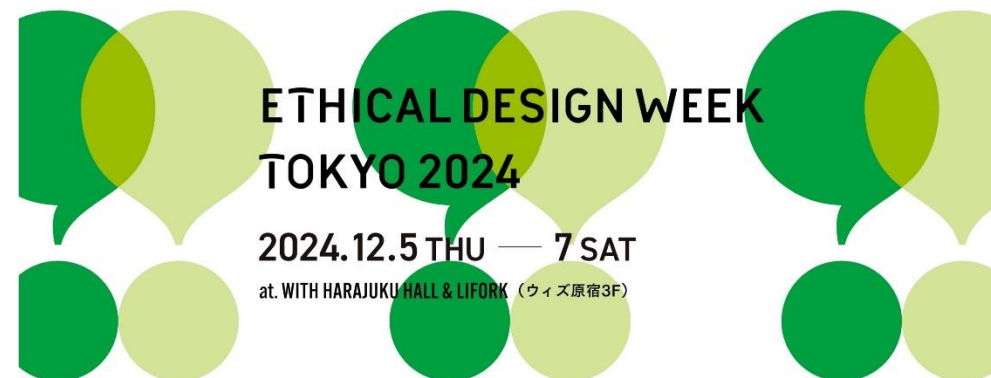 ETHICAL DESIGN WEEK
TOKYO 2024
2024.12.5 THU — 7 SAT
at. WITH HARAJUKU HALL & LIFORK（ウィズ原宿3F）